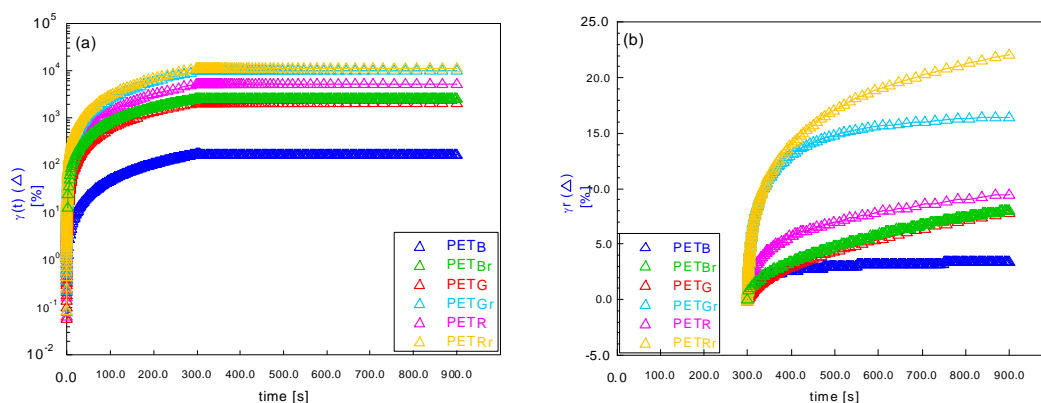 (a)
10^5
10^4
10^3
10^2
10^1
10^0
10^-1
10^-2
γ(t) (△)
[%]
0.0 100.0 200.0 300.0 400.0 500.0 600.0 700.0 800.0 900.0
time [s]
PETB
PETBr
PETG
PETGr
PETR
PETRr
(b)
25.0
20.0
15.0
10.0
5.0
0.0
-5.0
γr (△)
[%]
0.0 100.0 200.0 300.0 400.0 500.0 600.0 700.0 800.0 900.0
time [s]
PETB
PETBr
PETG
PETGr
PETR
PETRr